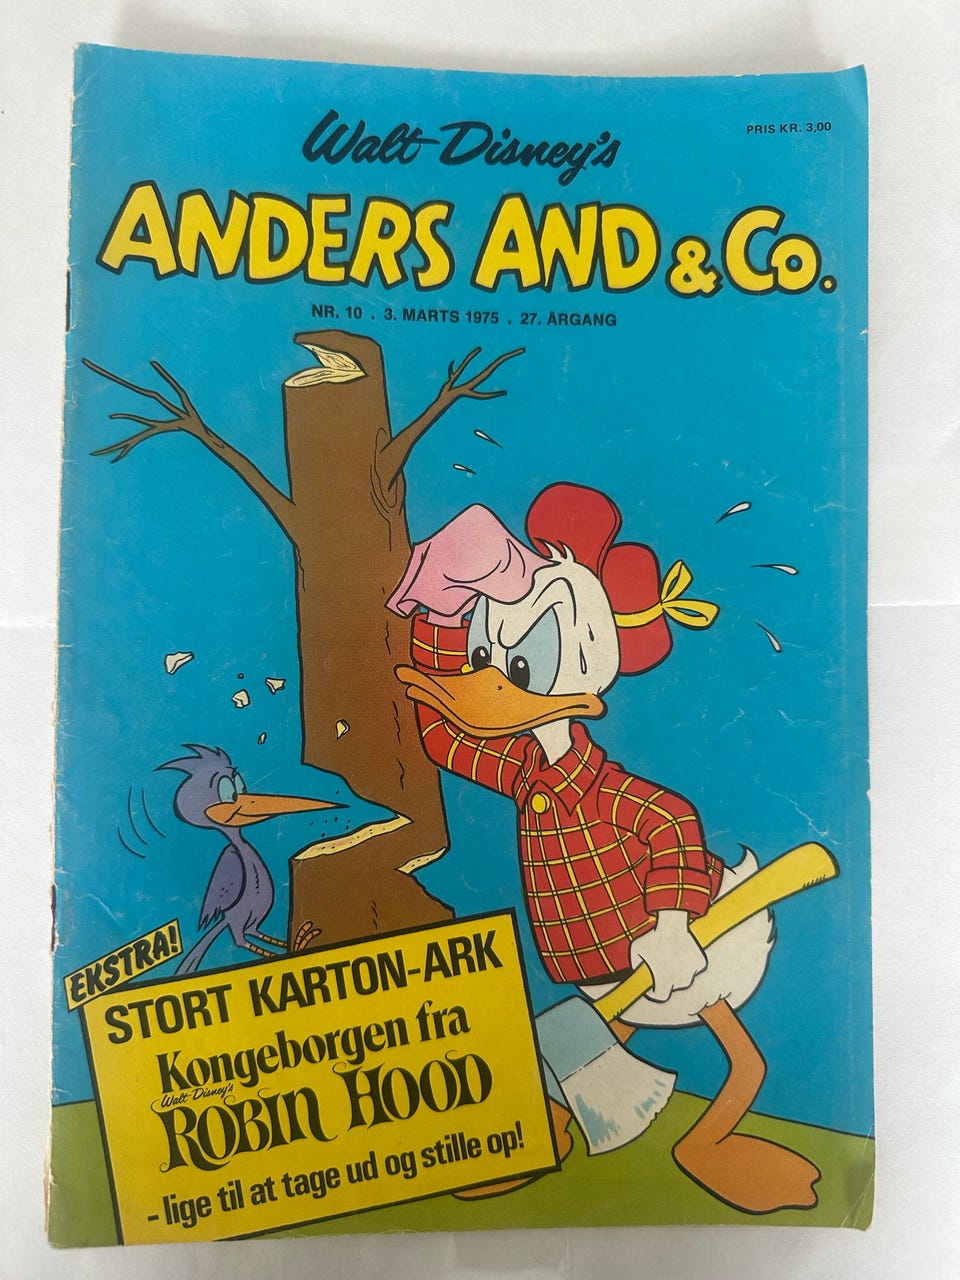 Walt Disney's
PRIS KR. 3,00
ANDERS AND & Co.
NR. 10 . 3. MARTS 1975 . 27. ÅRGANG
EKSTRA!
STORT KARTON-ARK
Kongeborgen fra
Walt Disney's
ROBIN HOOD
- lige til at tage ud og stille op!